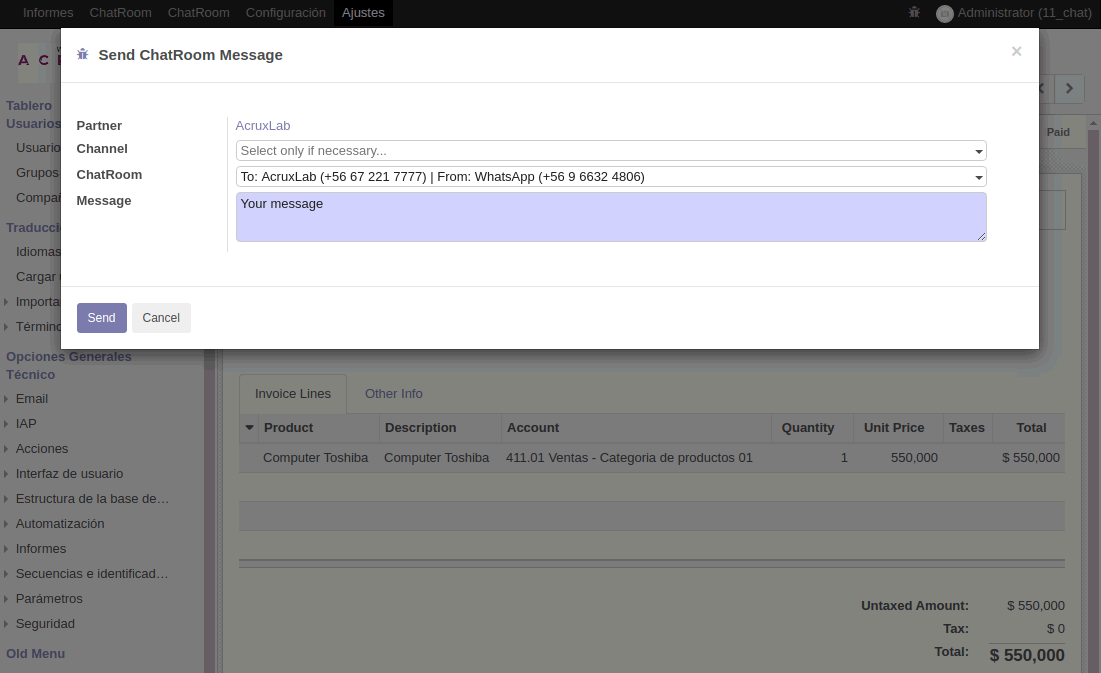 Informes ChatRoom ChatRoom Configuración Ajustes Administrator (11_chat)
Send ChatRoom Message ×
A C
Tablero
Usuarios
Usuario
Grupos
Compañ
Traducci
Idiomas
Cargar
Importa
Término
Partner AcruxLab
Channel Select only if necessary...
ChatRoom To: AcruxLab (+56 67 221 7777) | From: WhatsApp (+56 9 6632 4806)
Message Your message
Send Cancel
Paid
Opciones Generales
Técnico
Email
IAP
Acciones
Interfaz de usuario
Estructura de la base de…
Automatización
Informes
Secuencias e identificad…
Parámetros
Seguridad
Old Menu
Invoice Lines Other Info
Product Description Account Quantity Unit Price Taxes Total
Computer Toshiba Computer Toshiba 411.01 Ventas - Categoria de productos 01 1 550,000 $ 550,000
Untaxed Amount: $ 550,000
Tax: $ 0
Total: $ 550,000